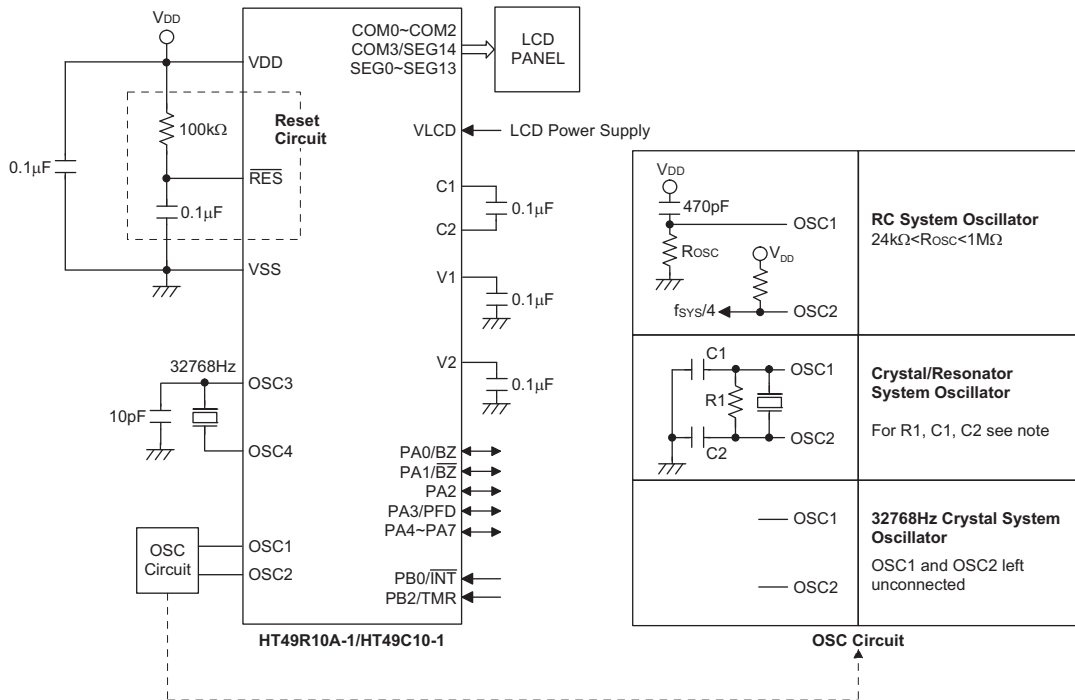 VDD
VDD
100kΩ
Reset
Circuit
0.1µF
RES
0.1µF
VSS
32768Hz
OSC3
10pF
OSC4
OSC
Circuit
OSC1
OSC2
COM0~COM2
COM3/SEG14
SEG0~SEG13
LCD
PANEL
VLCD
LCD Power Supply
C1
0.1µF
C2
V1
0.1µF
V2
0.1µF
PA0/BZ
PA1/BZ
PA2
PA3/PFD
PA4~PA7
PB0/INT
PB2/TMR
HT49R10A-1/HT49C10-1
VDD
470pF
OSC1
ROSC
VDD
fSYS/4
OSC2
RC System Oscillator
24kΩ<ROSC<1MΩ
C1
OSC1
R1
OSC2
C2
Crystal/Resonator
System Oscillator
For R1, C1, C2 see note
OSC1
OSC2
32768Hz Crystal System
Oscillator
OSC1 and OSC2 left
unconnected
OSC Circuit